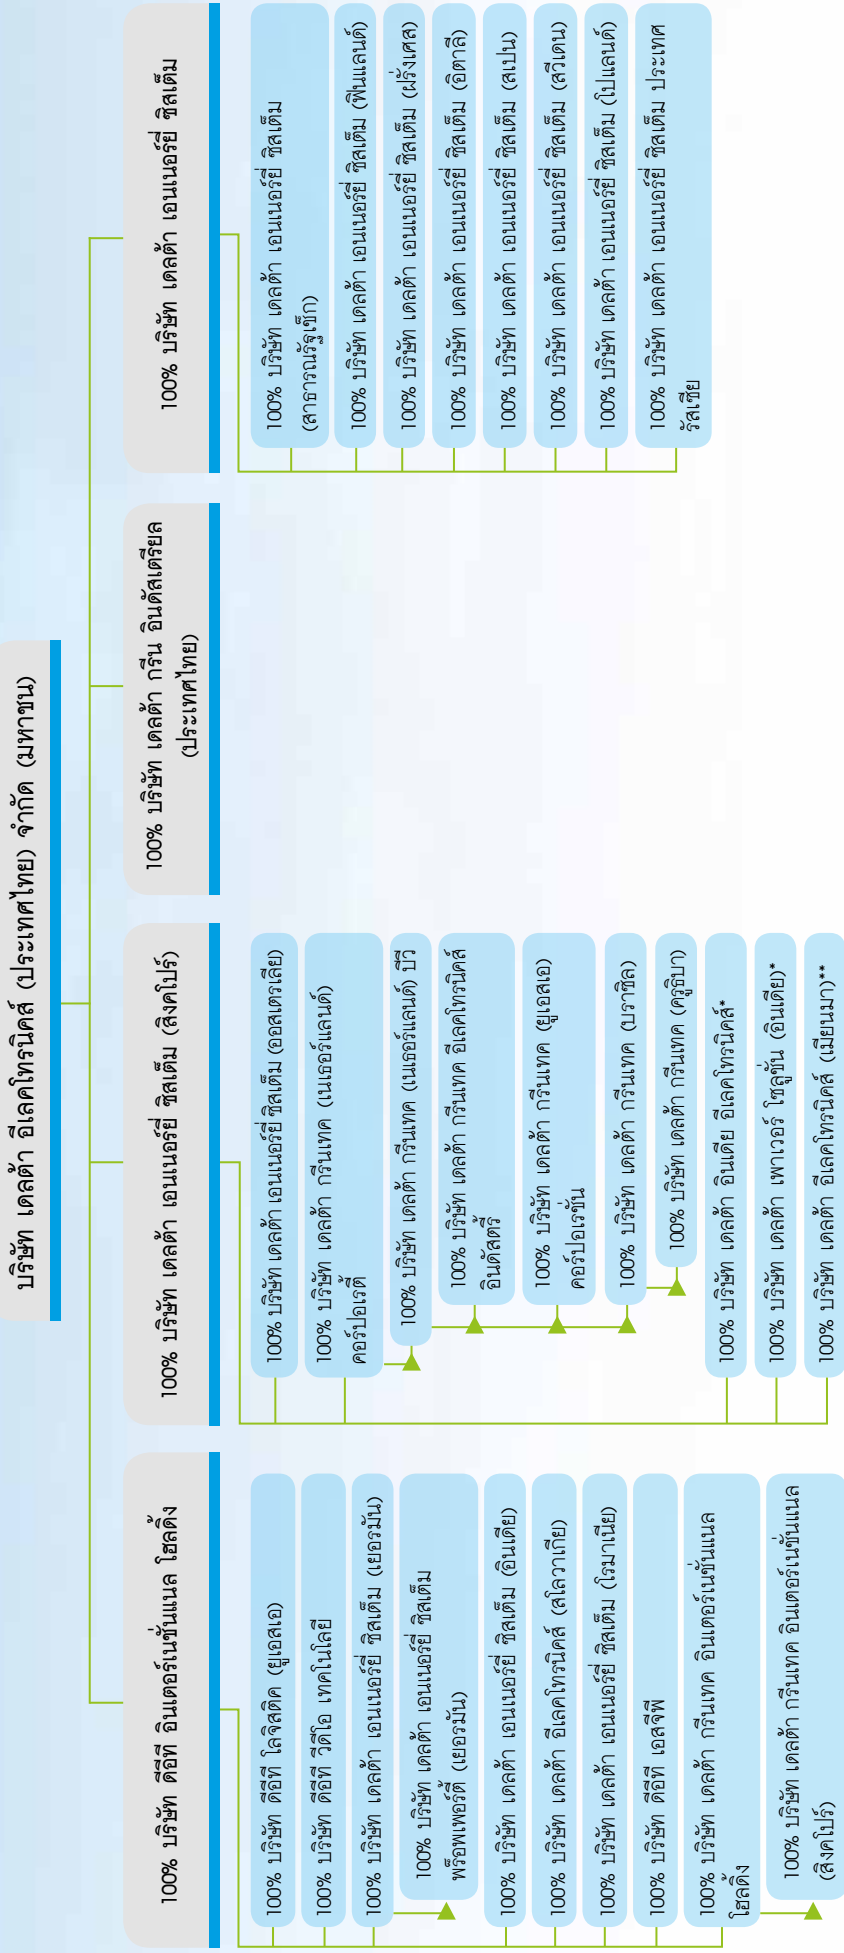 บริษัท เดลต้า อีเลคโทรนิคส์ (ประเทศไทย) จำกัด (มหาชน)
100% บริษัท ดีอีที อินเตอร์เนชั่นแนล โฮลดิ้ง
100% บริษัท ดีอีที โลจิสติค (ยูเอสเอ)
100% บริษัท ดีอีที วีดีโอ เทคโนโลยี
100% บริษัท เดลต้า เอนเนอร์ยี่ ซิสเต็ม (เยอรมัน)
100% บริษัท เดลต้า เอนเนอร์ยี่ ซิสเต็ม
พร็อพเพอร์ตี้ (เยอรมัน)
100% บริษัท เดลต้า เอนเนอร์ยี่ ซิสเต็ม (อินเดีย)
100% บริษัท เดลต้า อีเลคโทรนิคส์ (สโลวาเกีย)
100% บริษัท เดลต้า เอนเนอร์ยี่ ซิสเต็ม (โรมาเนีย)
100% บริษัท ดีอีที เอสจีพี
100% บริษัท เดลต้า กรีนเทค อินเตอร์เนชั่นแนล
โฮลดิ้ง
100% บริษัท เดลต้า กรีนเทค อินเตอร์เนชั่นแนล
(สิงคโปร์)
100% บริษัท เดลต้า เอนเนอร์ยี่ ซิสเต็ม (สิงคโปร์)
100% บริษัท เดลต้า เอนเนอร์ยี่ ซิสเต็ม (ออสเตรเลีย)
100% บริษัท เดลต้า กรีนเทค (เนเธอร์แลนด์)
คอร์ปอเรตี้
100% บริษัท เดลต้า กรีนเทค (เนเธอร์แลนด์) บีวี
100% บริษัท เดลต้า กรีนเทค อีเลคโทรนิคส์
อินดัสตรี้
100% บริษัท เดลต้า กรีนเทค (ยูเอสเอ)
คอร์ปอเรชั่น
100% บริษัท เดลต้า กรีนเทค (บราซิล)
100% บริษัท เดลต้า กรีนเทค (ครูธิบา)
100% บริษัท เดลต้า อินเดีย อีเลคโทรนิคส์*
100% บริษัท เดลต้า เพาเวอร์ โซลูชั่น (อินเดีย)*
100% บริษัท เดลต้า อีเลคโทรนิคส์ (เมียนมา)**
100% บริษัท เดลต้า กรีน อินดัสเตรียล
(ประเทศไทย)
100% บริษัท เดลต้า เอนเนอร์ยี่ ซิสเต็ม
100% บริษัท เดลต้า เอนเนอร์ยี่ ซิสเต็ม
(สาธารณรัฐเช็ก)
100% บริษัท เดลต้า เอนเนอร์ยี่ ซิสเต็ม (ฟินแลนด์)
100% บริษัท เดลต้า เอนเนอร์ยี่ ซิสเต็ม (ฝรั่งเศส)
100% บริษัท เดลต้า เอนเนอร์ยี่ ซิสเต็ม (อิตาลี)
100% บริษัท เดลต้า เอนเนอร์ยี่ ซิสเต็ม (สเปน)
100% บริษัท เดลต้า เอนเนอร์ยี่ ซิสเต็ม (สวีเดน)
100% บริษัท เดลต้า เอนเนอร์ยี่ ซิสเต็ม (โปแลนด์)
100% บริษัท เดลต้า เอนเนอร์ยี่ ซิสเต็ม ประเทศ
รัสเซีย